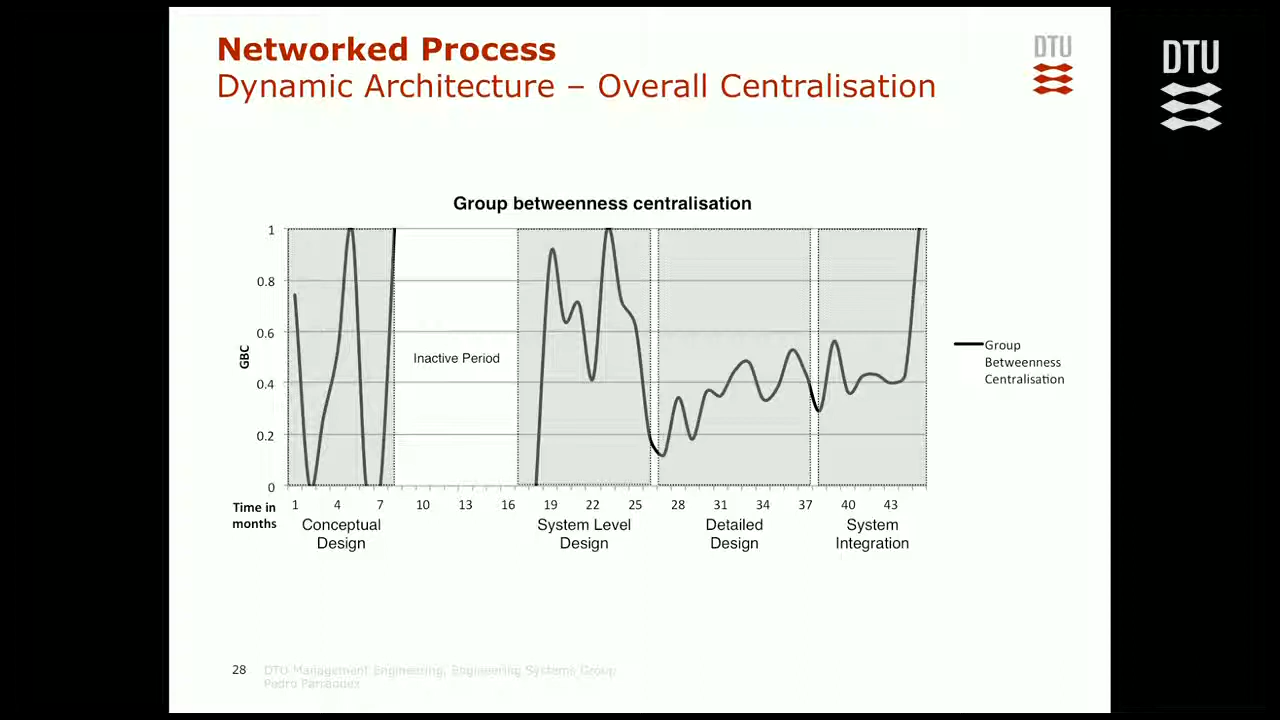 Networked Process
Dynamic Architecture – Overall Centralisation
DTU
DTU
Group betweenness centralisation
1
0.8
0.6
0.4
0.2
0
GBC
Inactive Period
Group
Betweenness
Centralisation
Time in
months
1 4 7 10 13 16 19 22 25 28 31 34 37 40 43
Conceptual
Design
System Level
Design
Detailed
Design
System
Integration
28
DTU Management Engineering, Engineering Systems Group
Pedro Parraguez